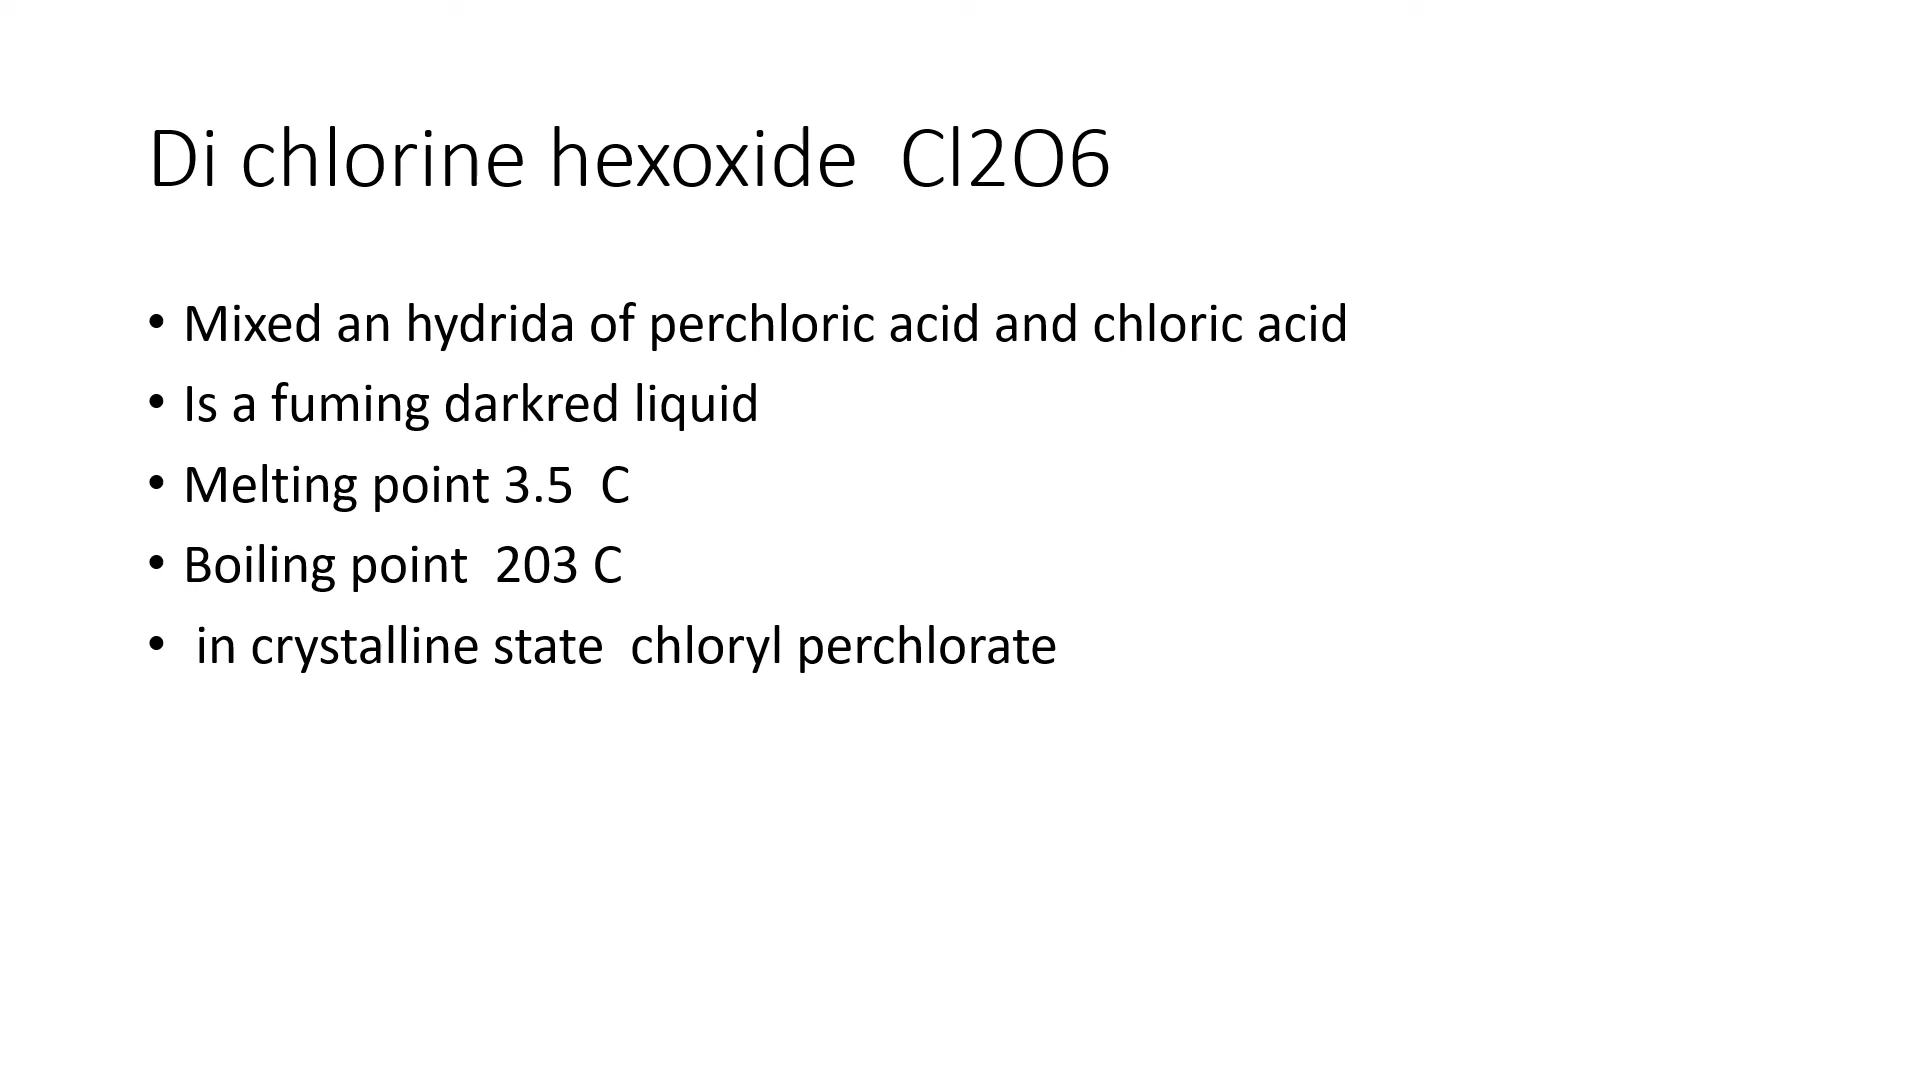 Di chlorine hexoxide  Cl2O6
• Mixed an hydrida of perchloric acid and chloric acid
• Is a fuming darkred liquid
• Melting point 3.5  C
• Boiling point  203 C
•  in crystalline state  chloryl perchlorate